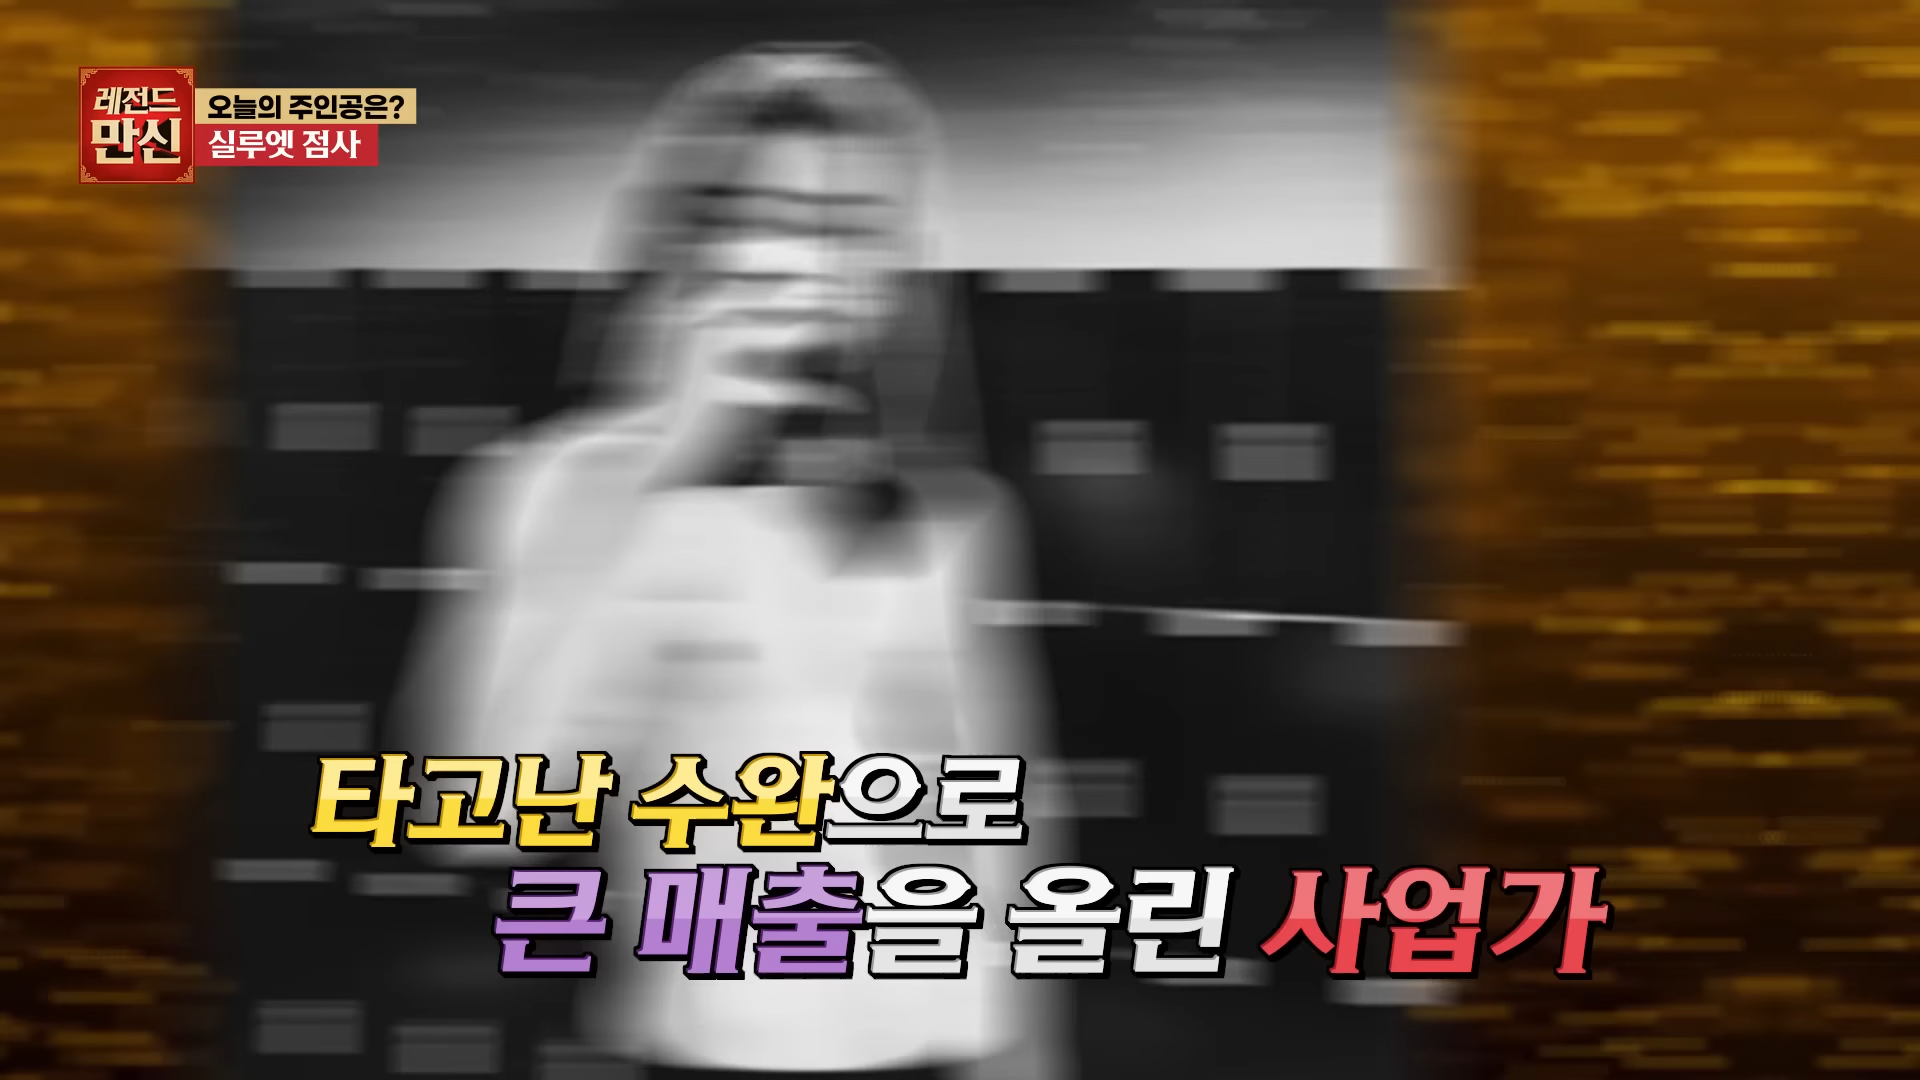 레전드
만신
오늘의 주인공은?
실루엣 점사
타고난 수완으로
큰 매출을 올린 사업가